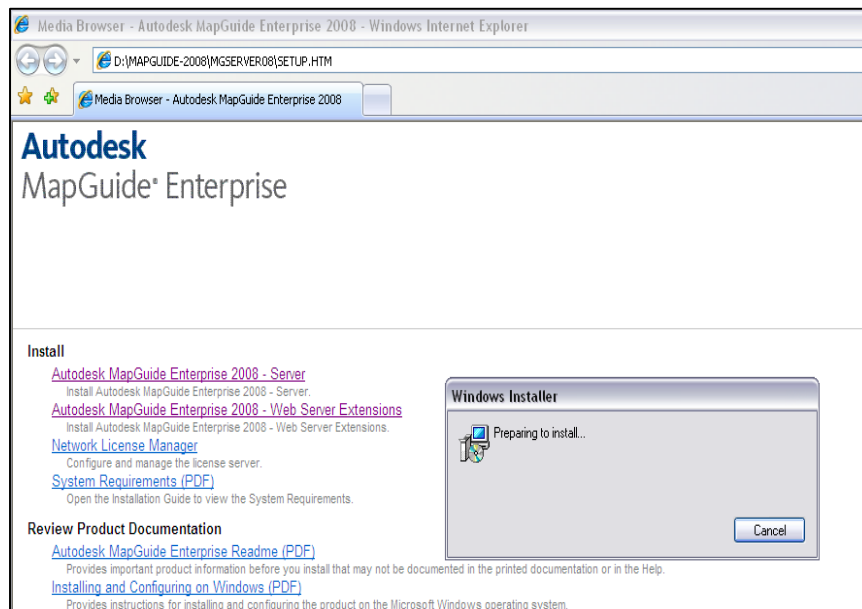 Media Browser - Autodesk MapGuide Enterprise 2008 - Windows Internet Explorer
D:\MAPGUIDE-2008\MGSERVER08\SETUP.HTM
Media Browser - Autodesk MapGuide Enterprise 2008
Autodesk
MapGuide® Enterprise
Install
Autodesk MapGuide Enterprise 2008 - Server
Install Autodesk MapGuide Enterprise 2008 - Server.
Autodesk MapGuide Enterprise 2008 - Web Server Extensions
Install Autodesk MapGuide Enterprise 2008 - Web Server Extensions.
Network License Manager
Configure and manage the license server.
System Requirements (PDF)
Open the Installation Guide to view the System Requirements.
Windows Installer
Preparing to install...
Cancel
Review Product Documentation
Autodesk MapGuide Enterprise Readme (PDF)
Provides important product information before you install that may not be documented in the printed documentation or in the Help.
Installing and Configuring on Windows (PDF)
Provides instructions for installing and configuring the product on the Microsoft Windows operating system.